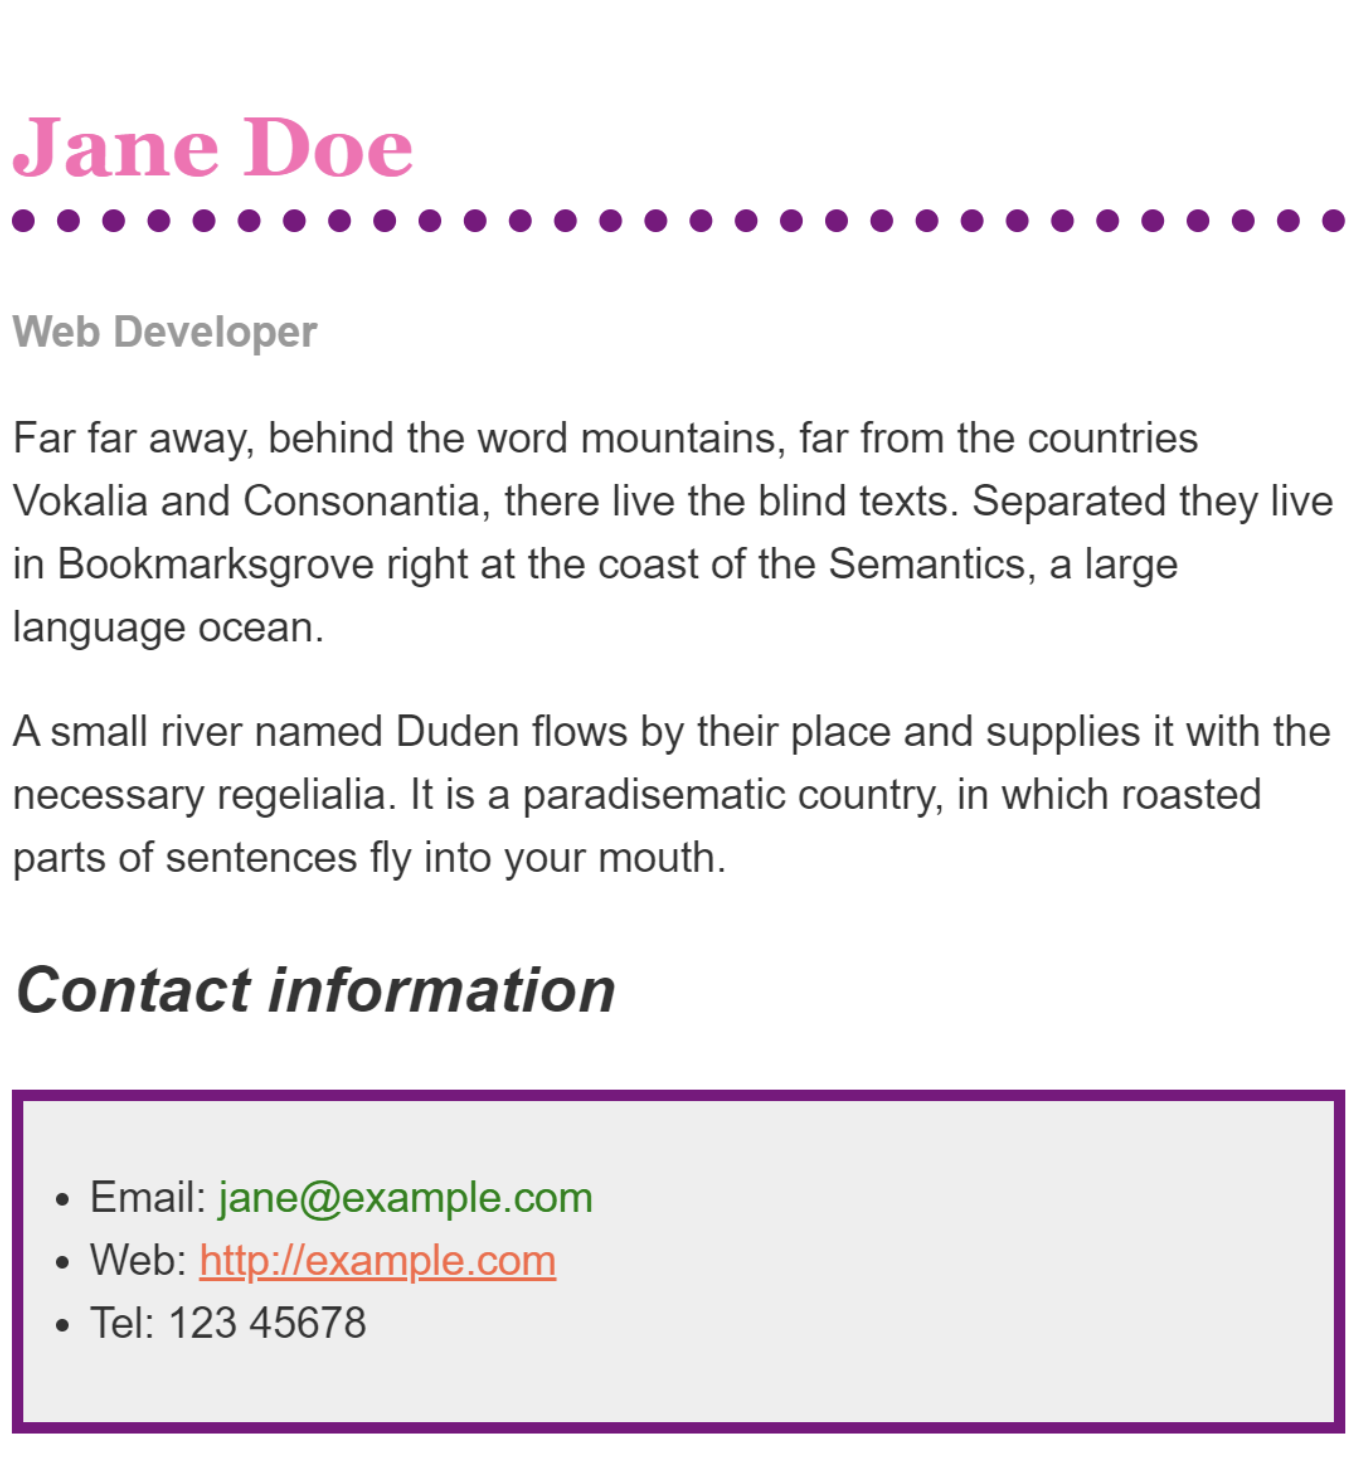 Jane Doe
Web Developer
Far far away, behind the word mountains, far from the countries
Vokalia and Consonantia, there live the blind texts. Separated they live
in Bookmarksgrove right at the coast of the Semantics, a large
language ocean.
A small river named Duden flows by their place and supplies it with the
necessary regelialia. It is a paradisematic country, in which roasted
parts of sentences fly into your mouth.
Contact information
• Email: jane@example.com
• Web: http://example.com
• Tel: 123 45678